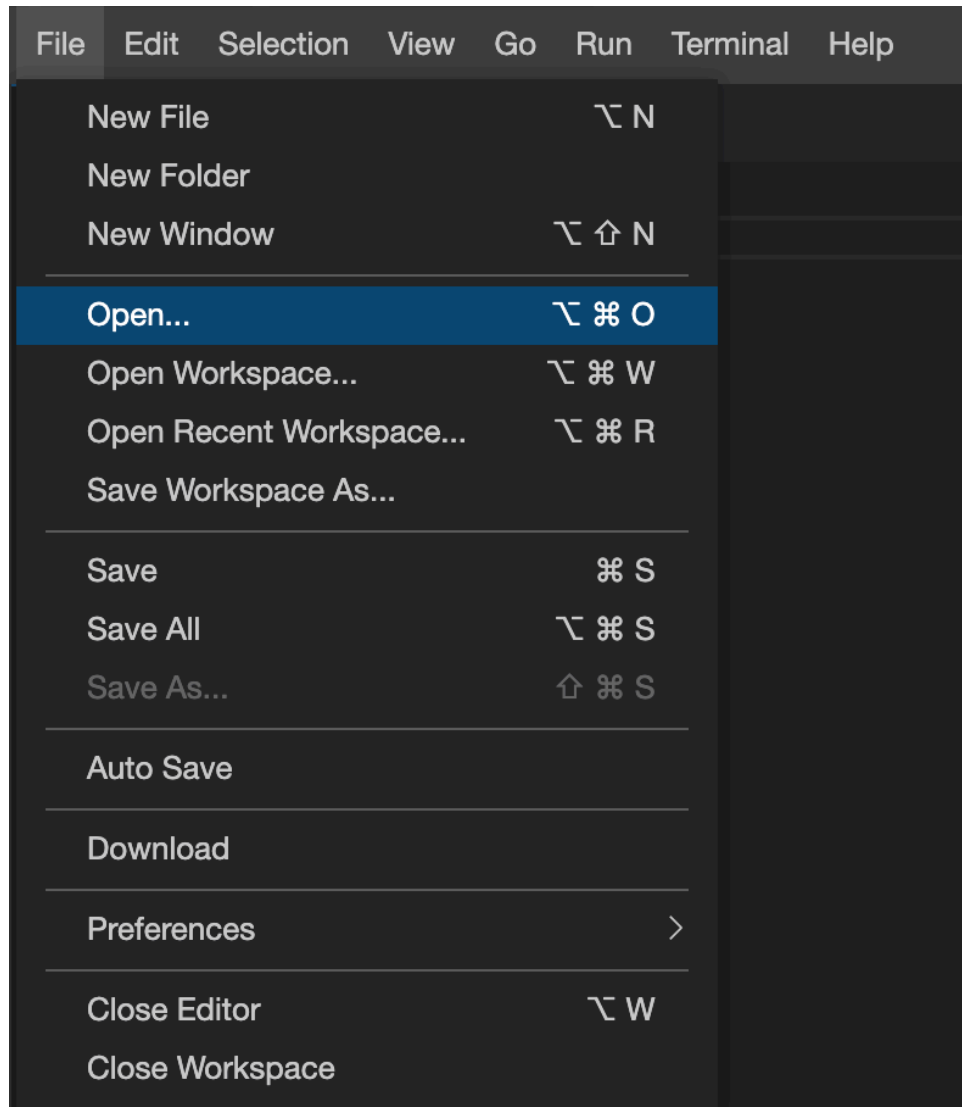 File Edit Selection View Go Run Terminal Help
New File ⌥ N
New Folder
New Window ⌥ ⇧ N
Open... ⌥ ⌘ O
Open Workspace... ⌥ ⌘ W
Open Recent Workspace... ⌥ ⌘ R
Save Workspace As...
Save ⌘ S
Save All ⌥ ⌘ S
Save As... ⇧ ⌘ S
Auto Save
Download
Preferences >
Close Editor ⌥ W
Close Workspace